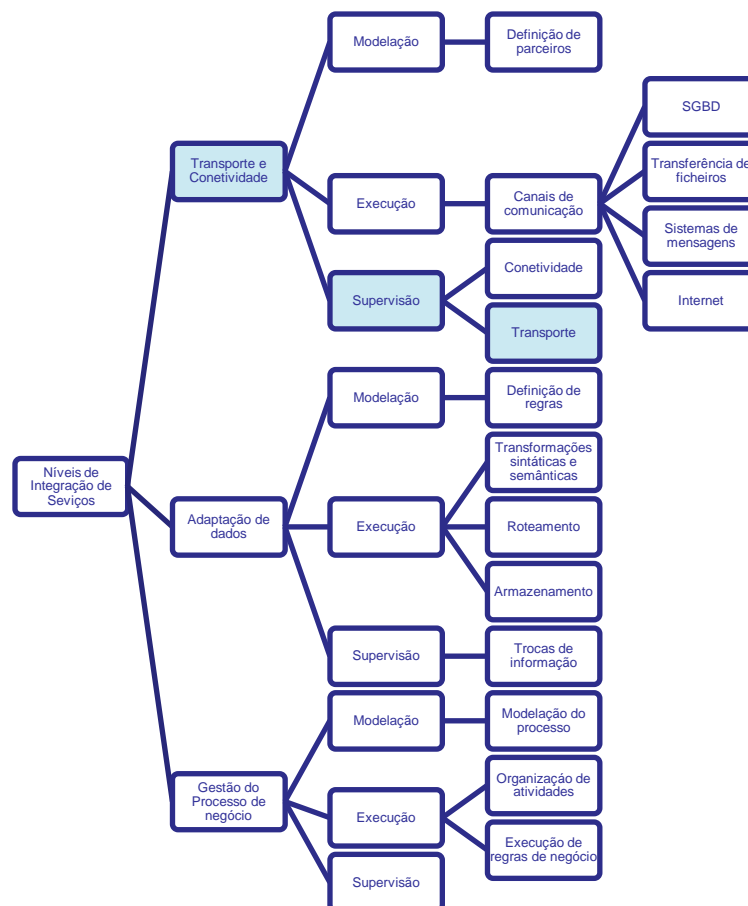 Modelação
Definição de
parceiros
SGBD
Transporte e
Conetividade
Transferência de
ficheiros
Execução
Canais de
comunicação
Sistemas de
mensagens
Conetividade
Supervisão
Internet
Transporte
Modelação
Definição de
regras
Transformações
sintáticas e
semânticas
Níveis de
Integração de
Seviços
Adaptação de
dados
Execução
Roteamento
Armazenamento
Supervisão
Trocas de
informação
Modelação
Modelação do
processo
Gestão do
Processo de
negócio
Organizaçáo de
atividades
Execução
Execução de
regras de negócio
Supervisão